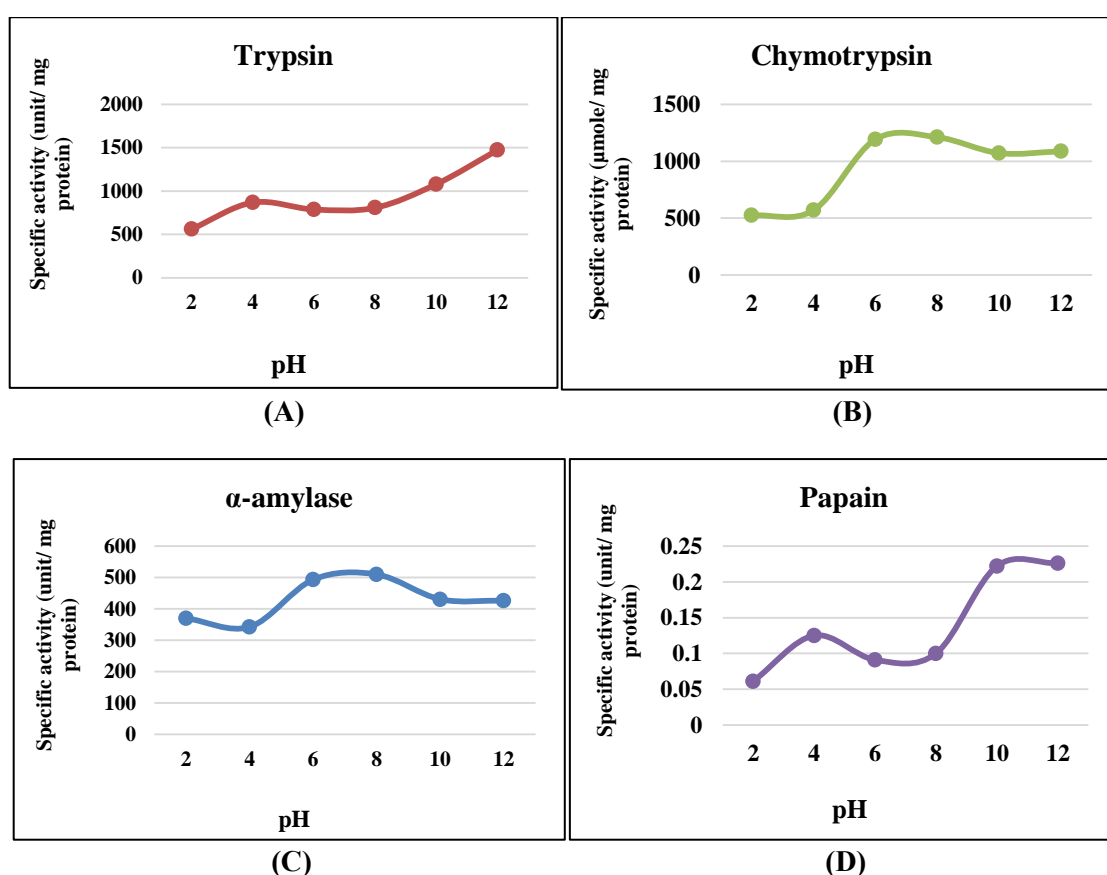 Trypsin
Specific activity (unit/ mg
protein)
2000
1500
1000
500
0
2 4 6 8 10 12
pH
(A)
Chymotrypsin
Specific activity (µmole/ mg
protein)
1500
1000
500
0
2 4 6 8 10 12
pH
(B)
α-amylase
Specific activity (unit/ mg
protein)
600
500
400
300
200
100
0
2 4 6 8 10 12
pH
(C)
Papain
Specific activity (unit/ mg
protein)
0.25
0.2
0.15
0.1
0.05
0
2 4 6 8 10 12
pH
(D)